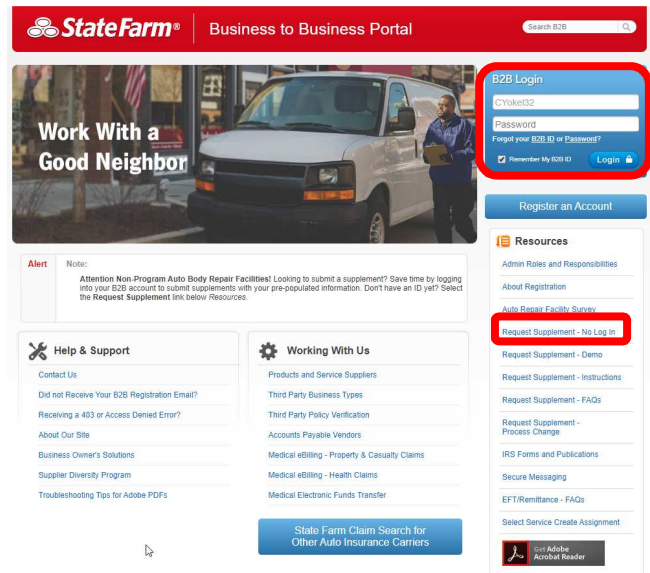 StateFarm®
Business to Business Portal
Search B2B
Work With a
Good Neighbor
B2B Login
CYokel32
Password
Forgot your B2B ID or Password?
Remember My B2B ID
Login
Register an Account
Alert
Note:
Attention Non-Program Auto Body Repair Facilities! Looking to submit a supplement? Save time by logging
into your B2B account to submit supplements with your pre-populated information. Don't have an ID yet? Select
the Request Supplement link below Resources.
Help & Support
Contact Us
Did not Receive Your B2B Registration Email?
Receiving a 403 or Access Denied Error?
About Our Site
Business Owner's Solutions
Supplier Diversity Program
Troubleshooting Tips for Adobe PDFs
Working With Us
Products and Service Suppliers
Third Party Business Types
Third Party Policy Verification
Accounts Payable Vendors
Medical eBilling - Property & Casualty Claims
Medical eBilling - Health Claims
Medical Electronic Funds Transfer
State Farm Claim Search for
Other Auto Insurance Carriers
Resources
Admin Roles and Responsibilities
About Registration
Auto Repair Facility Survey
Request Supplement - No Log In
Request Supplement - Demo
Request Supplement - Instructions
Request Supplement - FAQs
Request Supplement -
Process Change
IRS Forms and Publications
Secure Messaging
EFT/Remittance - FAQs
Select Service Create Assignment
Get Adobe
Acrobat Reader